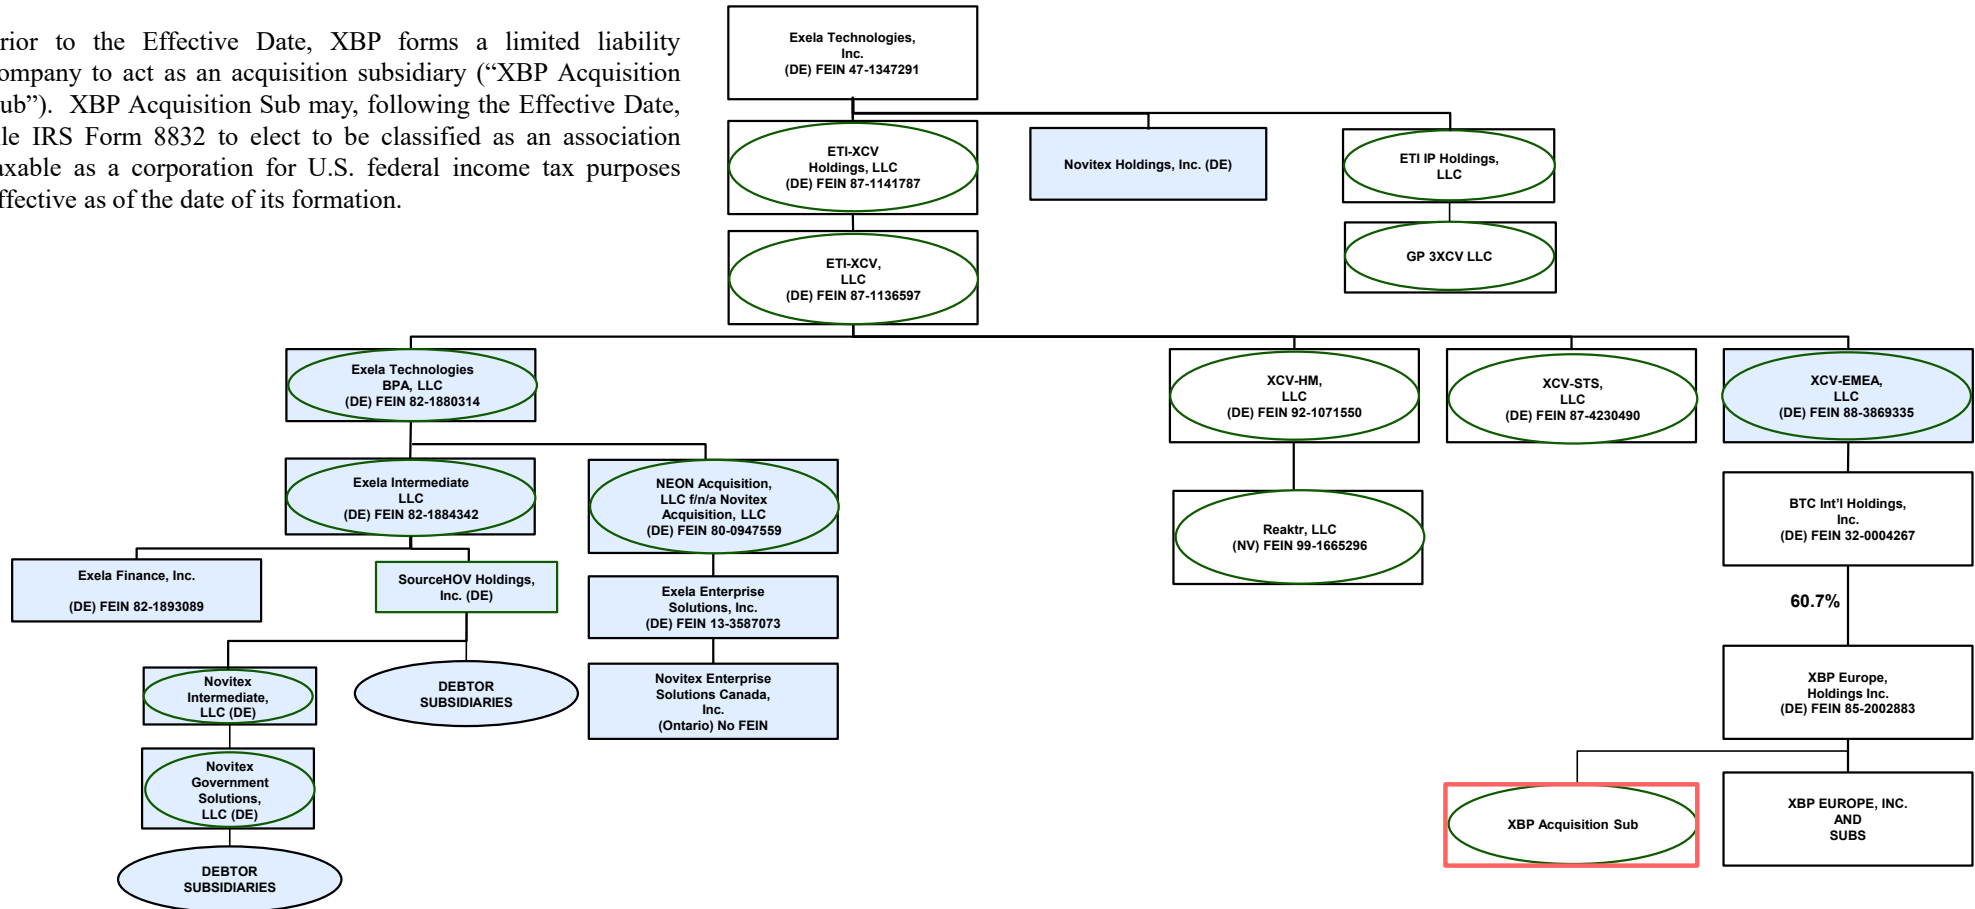 rior to the Effective Date, XBP forms a limited liability
ompany to act as an acquisition subsidiary (“XBP Acquisition
ub”). XBP Acquisition Sub may, following the Effective Date,
le IRS Form 8832 to elect to be classified as an association
axable as a corporation for U.S. federal income tax purposes
ffective as of the date of its formation.
Exela Technologies,
Inc.
(DE) FEIN 47-1347291
ETI-XCV
Holdings, LLC
(DE) FEIN 87-1141787
Novitex Holdings, Inc. (DE)
ETI IP Holdings,
LLC
ETI-XCV,
LLC
(DE) FEIN 87-1136597
GP 3XCV LLC
Exela Technologies
BPA, LLC
(DE) FEIN 82-1880314
XCV-HM,
LLC
(DE) FEIN 92-1071550
XCV-STS,
LLC
(DE) FEIN 87-4230490
XCV-EMEA,
LLC
(DE) FEIN 88-3869335
Exela Intermediate
LLC
(DE) FEIN 82-1884342
NEON Acquisition,
LLC f/n/a Novitex
Acquisition, LLC
(DE) FEIN 80-0947559
Reaktr, LLC
(NV) FEIN 99-1665296
BTC Int’l Holdings,
Inc.
(DE) FEIN 32-0004267
Exela Finance, Inc.
(DE) FEIN 82-1893089
SourceHOV Holdings,
Inc. (DE)
Exela Enterprise
Solutions, Inc.
(DE) FEIN 13-3587073
60.7%
Novitex
Intermediate,
LLC (DE)
DEBTOR
SUBSIDIARIES
Novitex Enterprise
Solutions Canada,
Inc.
(Ontario) No FEIN
XBP Europe,
Holdings Inc.
(DE) FEIN 85-2002883
Novitex
Government
Solutions,
LLC (DE)
XBP Acquisition Sub
XBP EUROPE, INC.
AND
SUBS
DEBTOR
SUBSIDIARIES